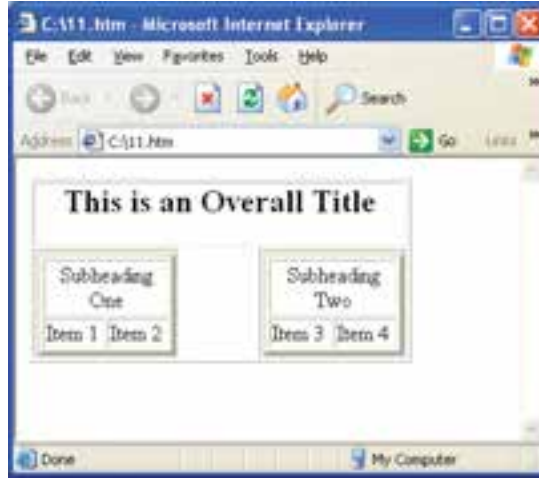 C:\11.htm - Microsoft Internet Explorer
File Edit View Favorites Tools Help
Back Search
Address C:\11.htm Go Links
This is an Overall Title
Subheading One Subheading Two
Item 1 Item 2 Item 3 Item 4
Done My Computer